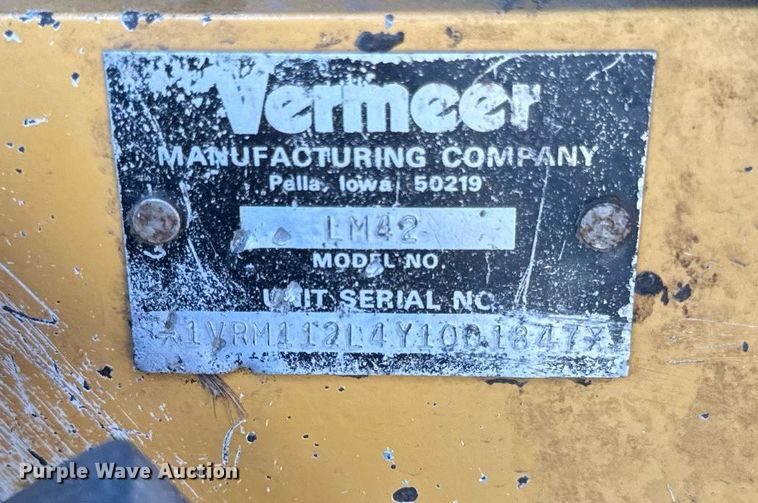 Vermeer
MANUFACTURING COMPANY
Pella, Iowa 50219
LM42
MODEL NO.
UNIT SERIAL NO.
*1VRM112L4Y1001847*
Purple Wave Auction